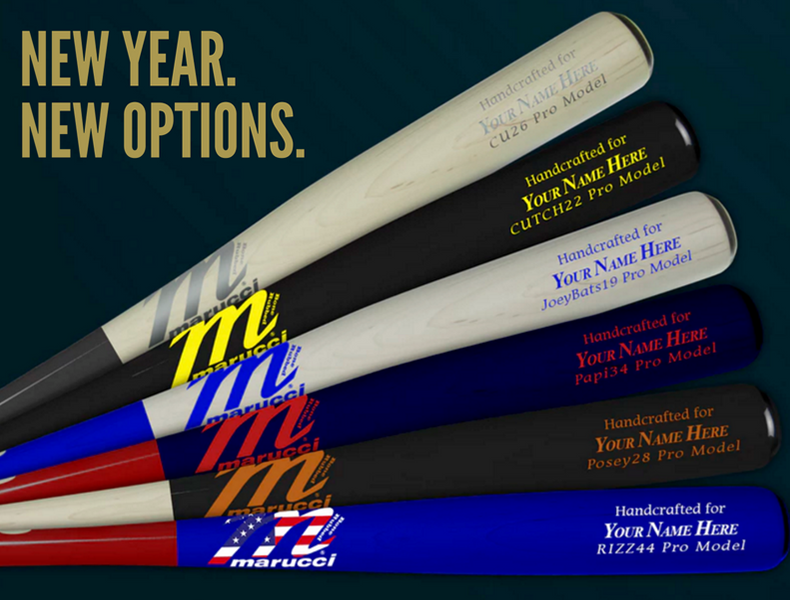 NEW YEAR.
NEW OPTIONS.
Handcrafted for
YOUR NAME HERE
CU26 Pro Model
m
marucci
Handcrafted for
YOUR NAME HERE
CUTCH22 Pro Model
m
marucci
Handcrafted for
YOUR NAME HERE
JoeyBats19 Pro Model
m
marucci
Handcrafted for
YOUR NAME HERE
Papi34 Pro Model
m
marucci
Handcrafted for
YOUR NAME HERE
Posey28 Pro Model
m
Handcrafted for
YOUR NAME HERE
RIZZ44 Pro Model
m
marucci